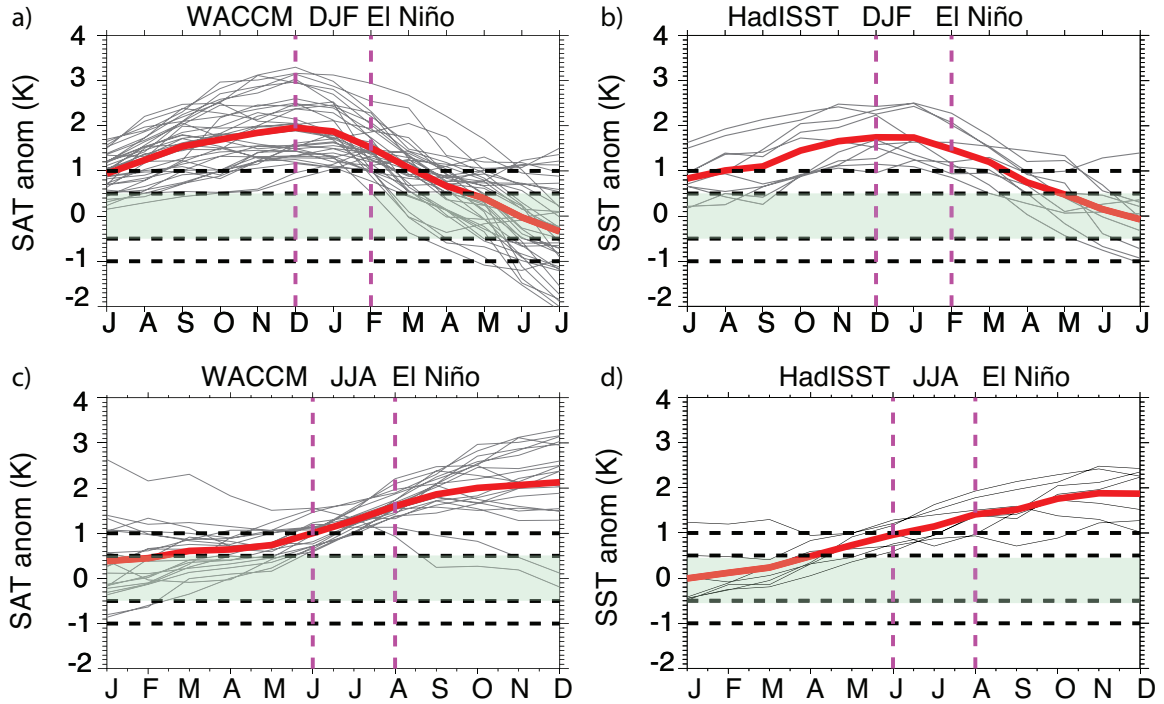 a) WACCM DJF El Niño
SAT anom (K)
4
3
2
1
0
-1
-2
J A S O N D J F M A M J J
b) HadISST DJF El Niño
SST anom (K)
4
3
2
1
0
-1
-2
J A S O N D J F M A M J J
c) WACCM JJA El Niño
SAT anom (K)
4
3
2
1
0
-1
-2
J F M A M J J A S O N D
d) HadISST JJA El Niño
SST anom (K)
4
3
2
1
0
-1
-2
J F M A M J J A S O N D